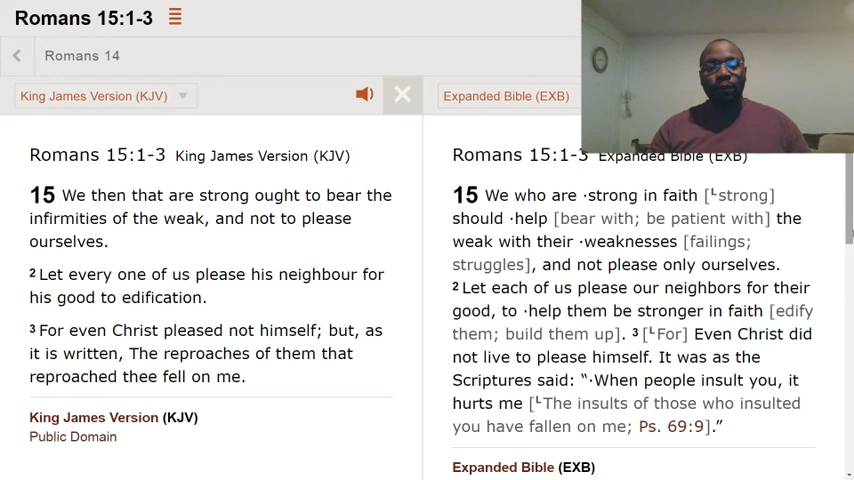 Romans 15:1-3
Romans 14
King James Version (KJV)
Expanded Bible (EXB)
Romans 15:1-3 King James Version (KJV)
15 We then that are strong ought to bear the
infirmities of the weak, and not to please
ourselves.
2 Let every one of us please his neighbour for
his good to edification.
3 For even Christ pleased not himself; but, as
it is written, The reproaches of them that
reproached thee fell on me.
King James Version (KJV)
Public Domain
Romans 15:1-3 Expanded Bible (EXB)
15 We who are ·strong in faith [ᴸstrong]
should ·help [bear with; be patient with] the
weak with their ·weaknesses [failings;
struggles], and not please only ourselves.
2 Let each of us please our neighbors for their
good, to ·help them be stronger in faith [edify
them; build them up]. 3 [ᴸFor] Even Christ did
not live to please himself. It was as the
Scriptures said: “·When people insult you, it
hurts me [ᴸThe insults of those who insulted
you have fallen on me; Ps. 69:9].”
Expanded Bible (EXB)